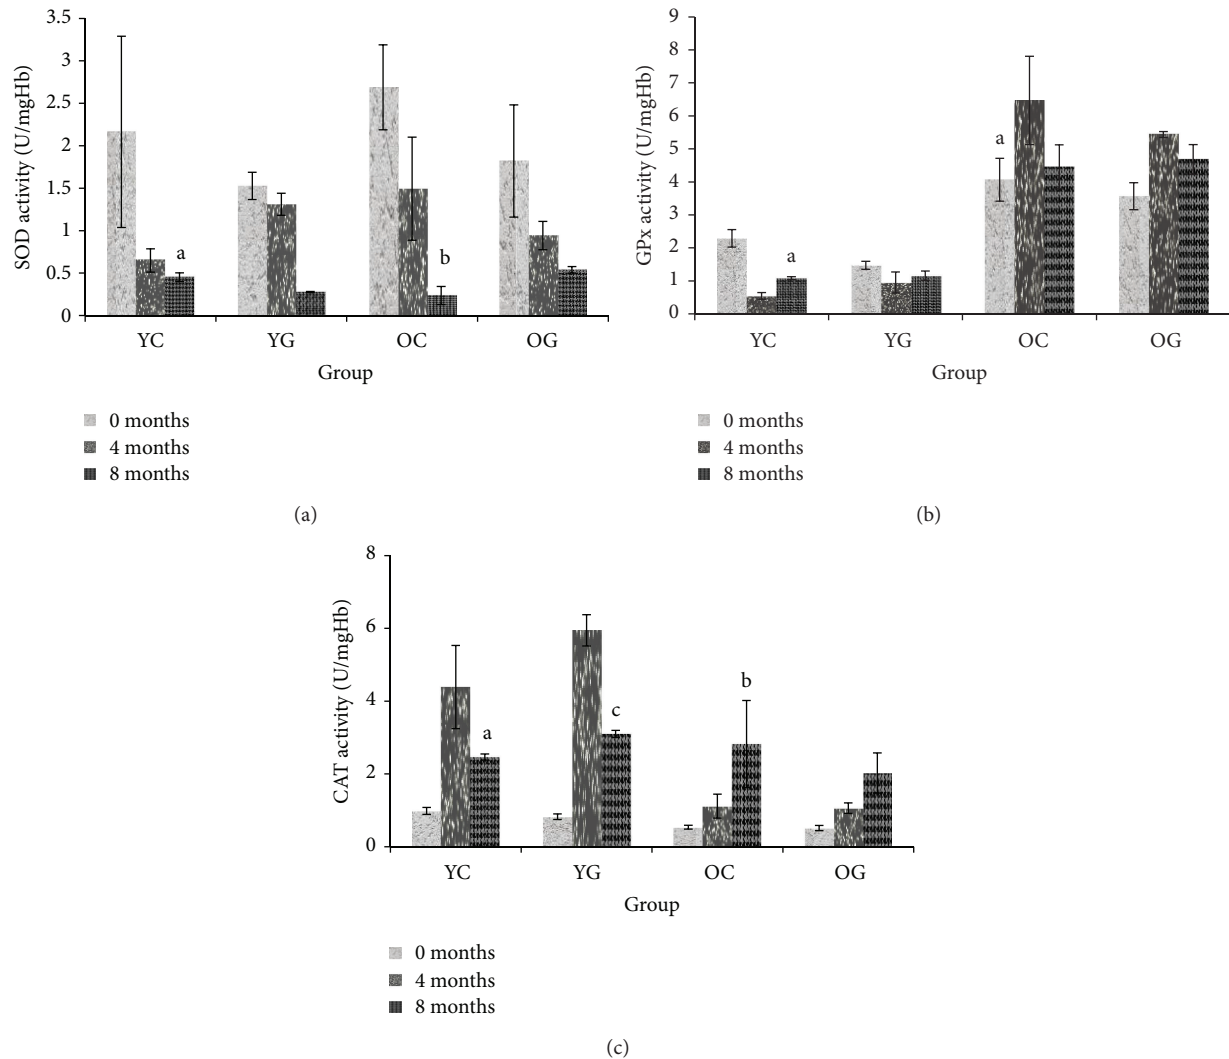 SOD activity (U/mgHb)
3.5
3
2.5
2
1.5
1
0.5
0
a
b
YC YG OC OG
Group
0 months
4 months
8 months
(a)
GPx activity (U/mgHb)
9
8
7
6
5
4
3
2
1
0
a
a
YC YG OC OG
Group
0 months
4 months
8 months
(b)
CAT activity (U/mgHb)
8
6
4
2
0
a
c
b
YC YG OC OG
Group
0 months
4 months
8 months
(c)